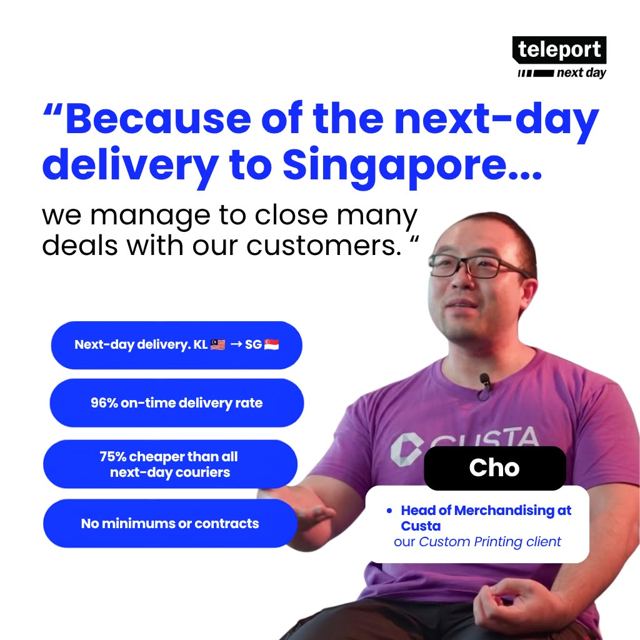 teleport
next day
“Because of the next-day
delivery to Singapore...
we manage to close many
deals with our customers. “
Next-day delivery. KL 🇲🇾 → SG 🇸🇬
96% on-time delivery rate
75% cheaper than all
next-day couriers
No minimums or contracts
CUSTA
Cho
• Head of Merchandising at
Custa
our Custom Printing client